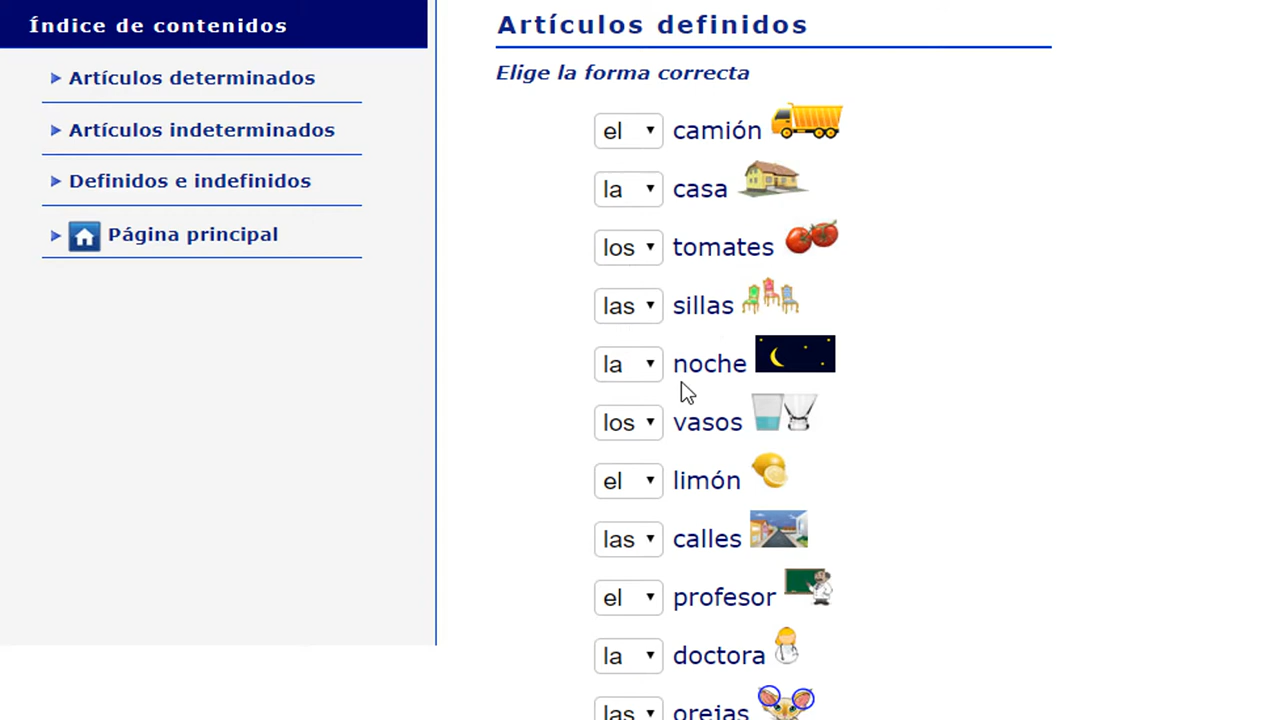 Índice de contenidos
Artículos determinados
Artículos indeterminados
Definidos e indefinidos
Página principal
Artículos definidos
Elige la forma correcta
el camión
la casa
los tomates
las sillas
la noche
los vasos
el limón
las calles
el profesor
la doctora
las orejas